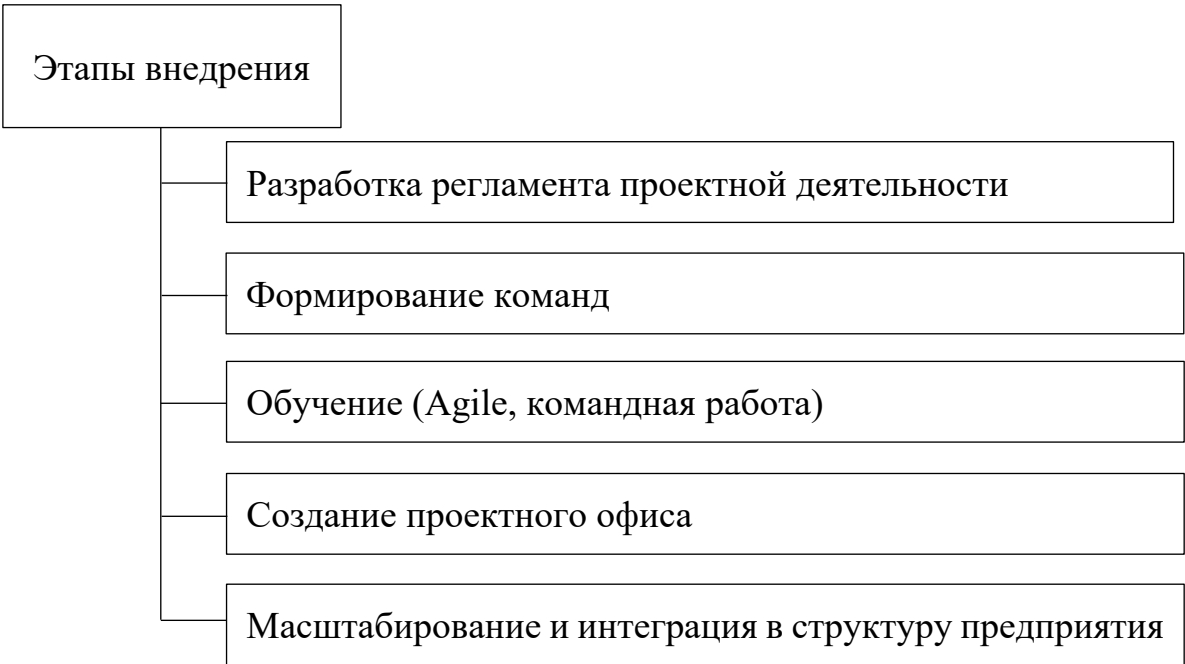 Этапы внедрения
Разработка регламента проектной деятельности
Формирование команд
Обучение (Agile, командная работа)
Создание проектного офиса
Масштабирование и интеграция в структуру предприятия